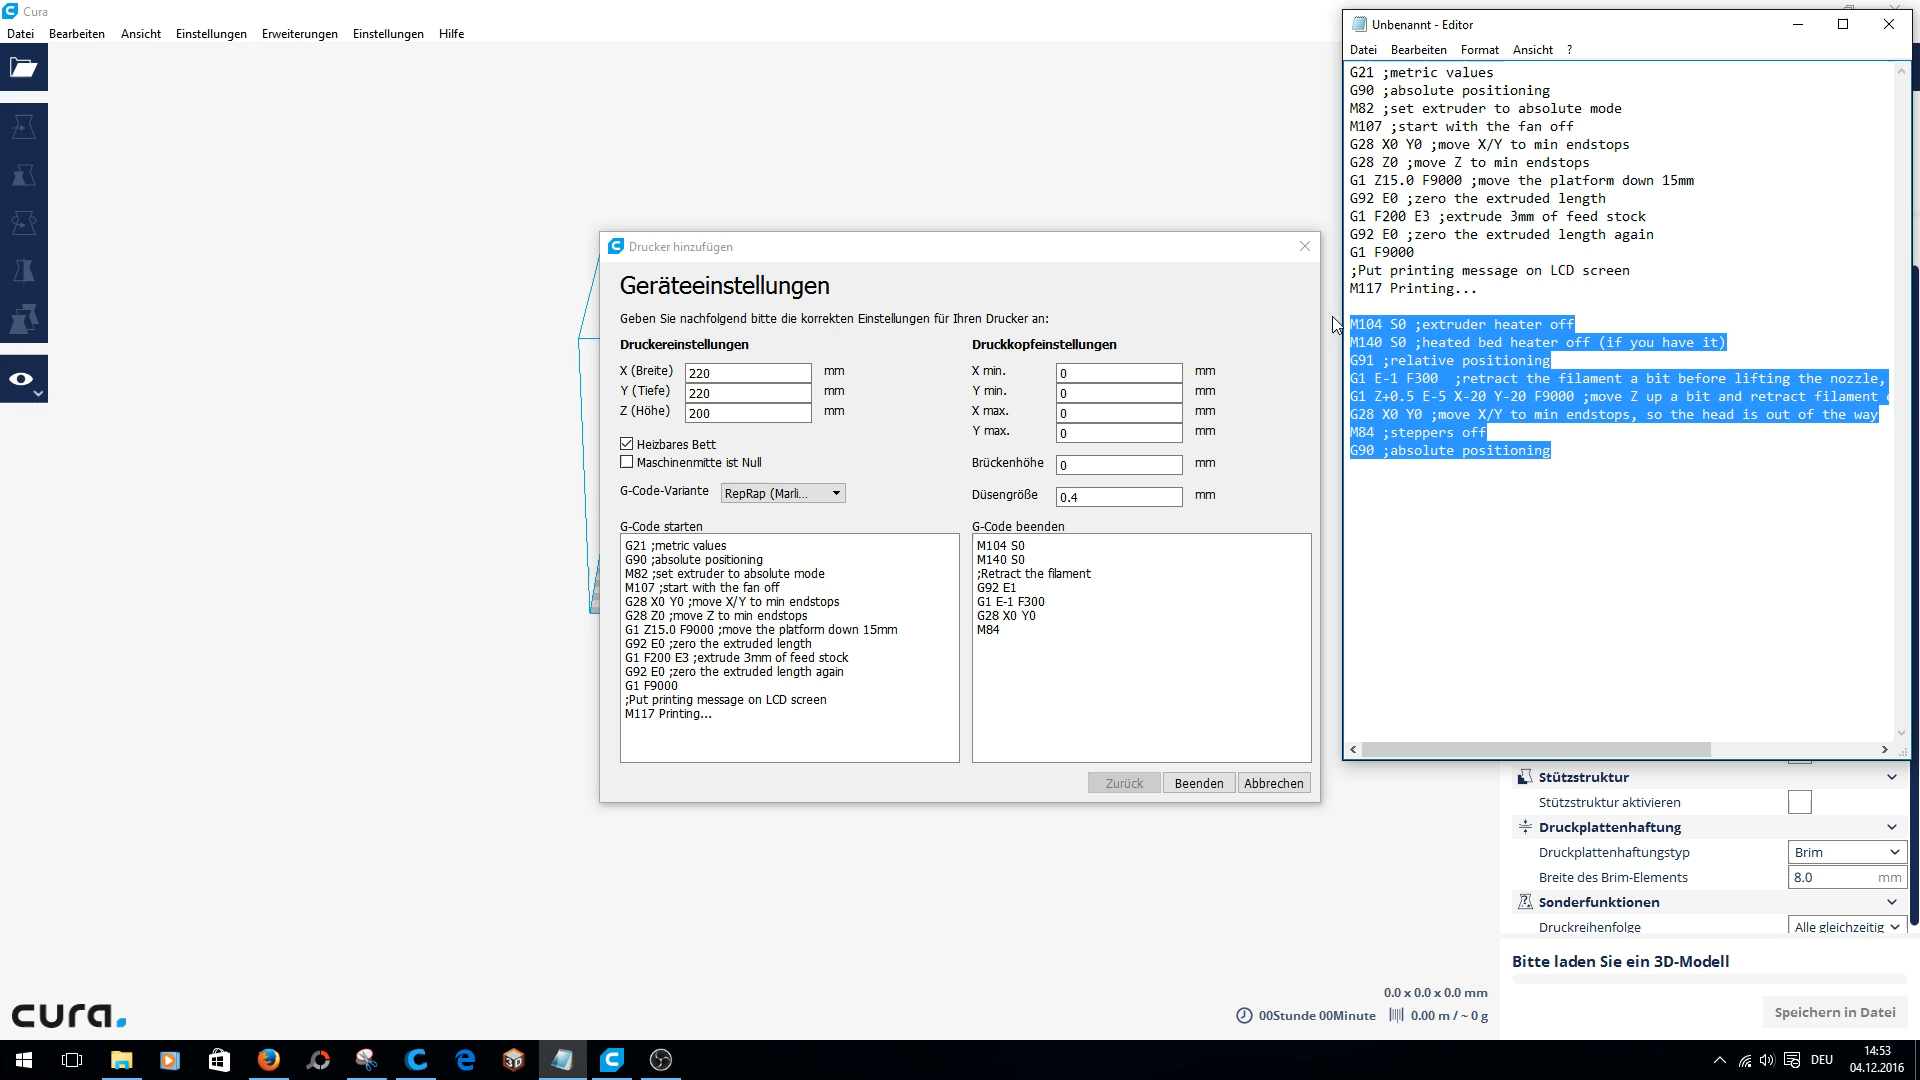 Cura
Datei Bearbeiten Ansicht Einstellungen Erweiterungen Einstellungen Hilfe
Unbenannt - Editor
Datei Bearbeiten Format Ansicht ?
G21 ;metric values
G90 ;absolute positioning
M82 ;set extruder to absolute mode
M107 ;start with the fan off
G28 X0 Y0 ;move X/Y to min endstops
G28 Z0 ;move Z to min endstops
G1 Z15.0 F9000 ;move the platform down 15mm
G92 E0 ;zero the extruded length
G1 F200 E3 ;extrude 3mm of feed stock
G92 E0 ;zero the extruded length again
G1 F9000
;Put printing message on LCD screen
M117 Printing...
M104 S0 ;extruder heater off
M140 S0 ;heated bed heater off (if you have it)
G91 ;relative positioning
G1 E-1 F300  ;retract the filament a bit before lifting the nozzle,
G1 Z+0.5 E-5 X-20 Y-20 F9000 ;move Z up a bit and retract filament
G28 X0 Y0 ;move X/Y to min endstops, so the head is out of the way
M84 ;steppers off
G90 ;absolute positioning
Drucker hinzufügen
Geräteeinstellungen
Geben Sie nachfolgend bitte die korrekten Einstellungen für Ihren Drucker an:
Druckereinstellungen
X (Breite) 220 mm
Y (Tiefe) 220 mm
Z (Höhe) 200 mm
Heizbares Bett
Maschinenmitte ist Null
G-Code-Variante RepRap (Marli...
Druckkopfeinstellungen
X min. 0 mm
Y min. 0 mm
X max. 0 mm
Y max. 0 mm
Brückenhöhe 0 mm
Düsengröße 0.4 mm
G-Code starten
G21 ;metric values
G90 ;absolute positioning
M82 ;set extruder to absolute mode
M107 ;start with the fan off
G28 X0 Y0 ;move X/Y to min endstops
G28 Z0 ;move Z to min endstops
G1 Z15.0 F9000 ;move the platform down 15mm
G92 E0 ;zero the extruded length
G1 F200 E3 ;extrude 3mm of feed stock
G92 E0 ;zero the extruded length again
G1 F9000
;Put printing message on LCD screen
M117 Printing...
G-Code beenden
M104 S0
M140 S0
;Retract the filament
G92 E1
G1 E-1 F300
G28 X0 Y0
M84
Zurück Beenden Abbrechen
Stützstruktur
Stützstruktur aktivieren
Druckplattenhaftung
Druckplattenhaftungstyp Brim
Breite des Brim-Elements 8.0 mm
Sonderfunktionen
Druckreihenfolge Alle gleichzeitig
Bitte laden Sie ein 3D-Modell
Speichern in Datei
0.0 x 0.0 x 0.0 mm
00Stunde 00Minute 0.00 m / ~ 0 g
cura.
DEU
14:53
04.12.2016